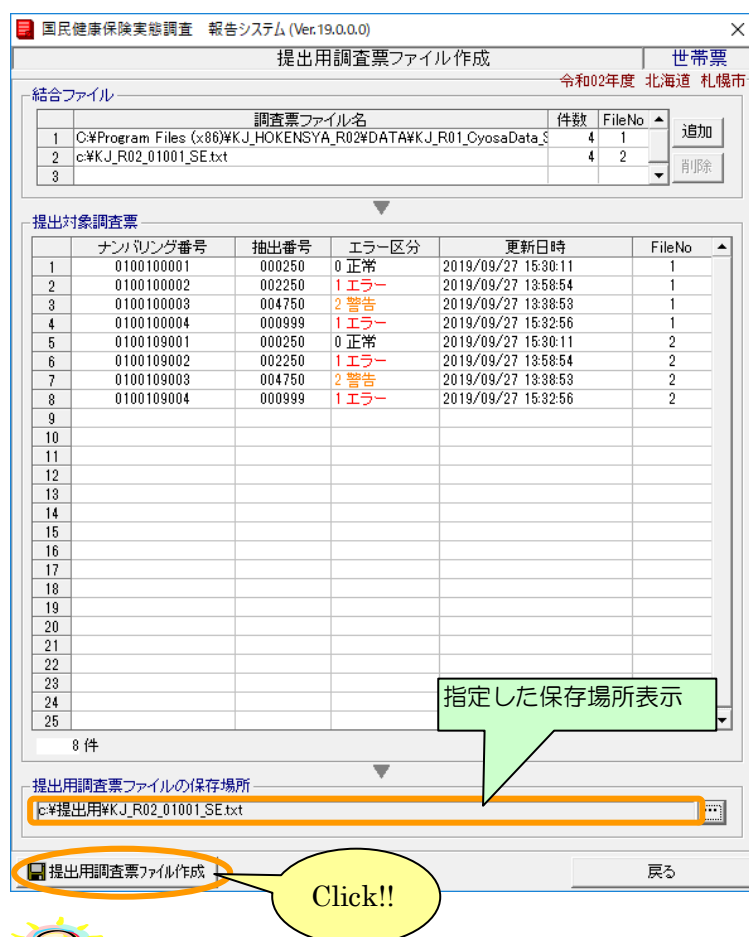 国民健康保険実態調査 報告システム (Ver.19.0.0.0)
提出用調査票ファイル作成 世帯票
令和02年度 北海道 札幌市
結合ファイル
調査票ファイル名 件数 FileNo
1 C:¥Program Files (x86)¥KJ_HOKENSYA_R02¥DATA¥KJ_R01_CyosaData_S 4 1
2 c:¥KJ_R02_01001_SE.txt 4 2
3
追加
削除
提出対象調査票
ナンバリング番号 抽出番号 エラー区分 更新日時 FileNo
1 0100100001 000250 0 正常 2019/09/27 15:30:11 1
2 0100100002 002250 1 エラー 2019/09/27 13:58:54 1
3 0100100003 004750 2 警告 2019/09/27 13:38:53 1
4 0100100004 000999 1 エラー 2019/09/27 15:32:56 1
5 0100109001 000250 0 正常 2019/09/27 15:30:11 2
6 0100109002 002250 1 エラー 2019/09/27 13:58:54 2
7 0100109003 004750 2 警告 2019/09/27 13:38:53 2
8 0100109004 000999 1 エラー 2019/09/27 15:32:56 2
9
10
11
12
13
14
15
16
17
18
19
20
21
22
23
24
25
指定した保存場所表示
8 件
提出用調査票ファイルの保存場所
c:¥提出用¥KJ_R02_01001_SE.txt ...
提出用調査票ファイル作成
戻る
Click!!